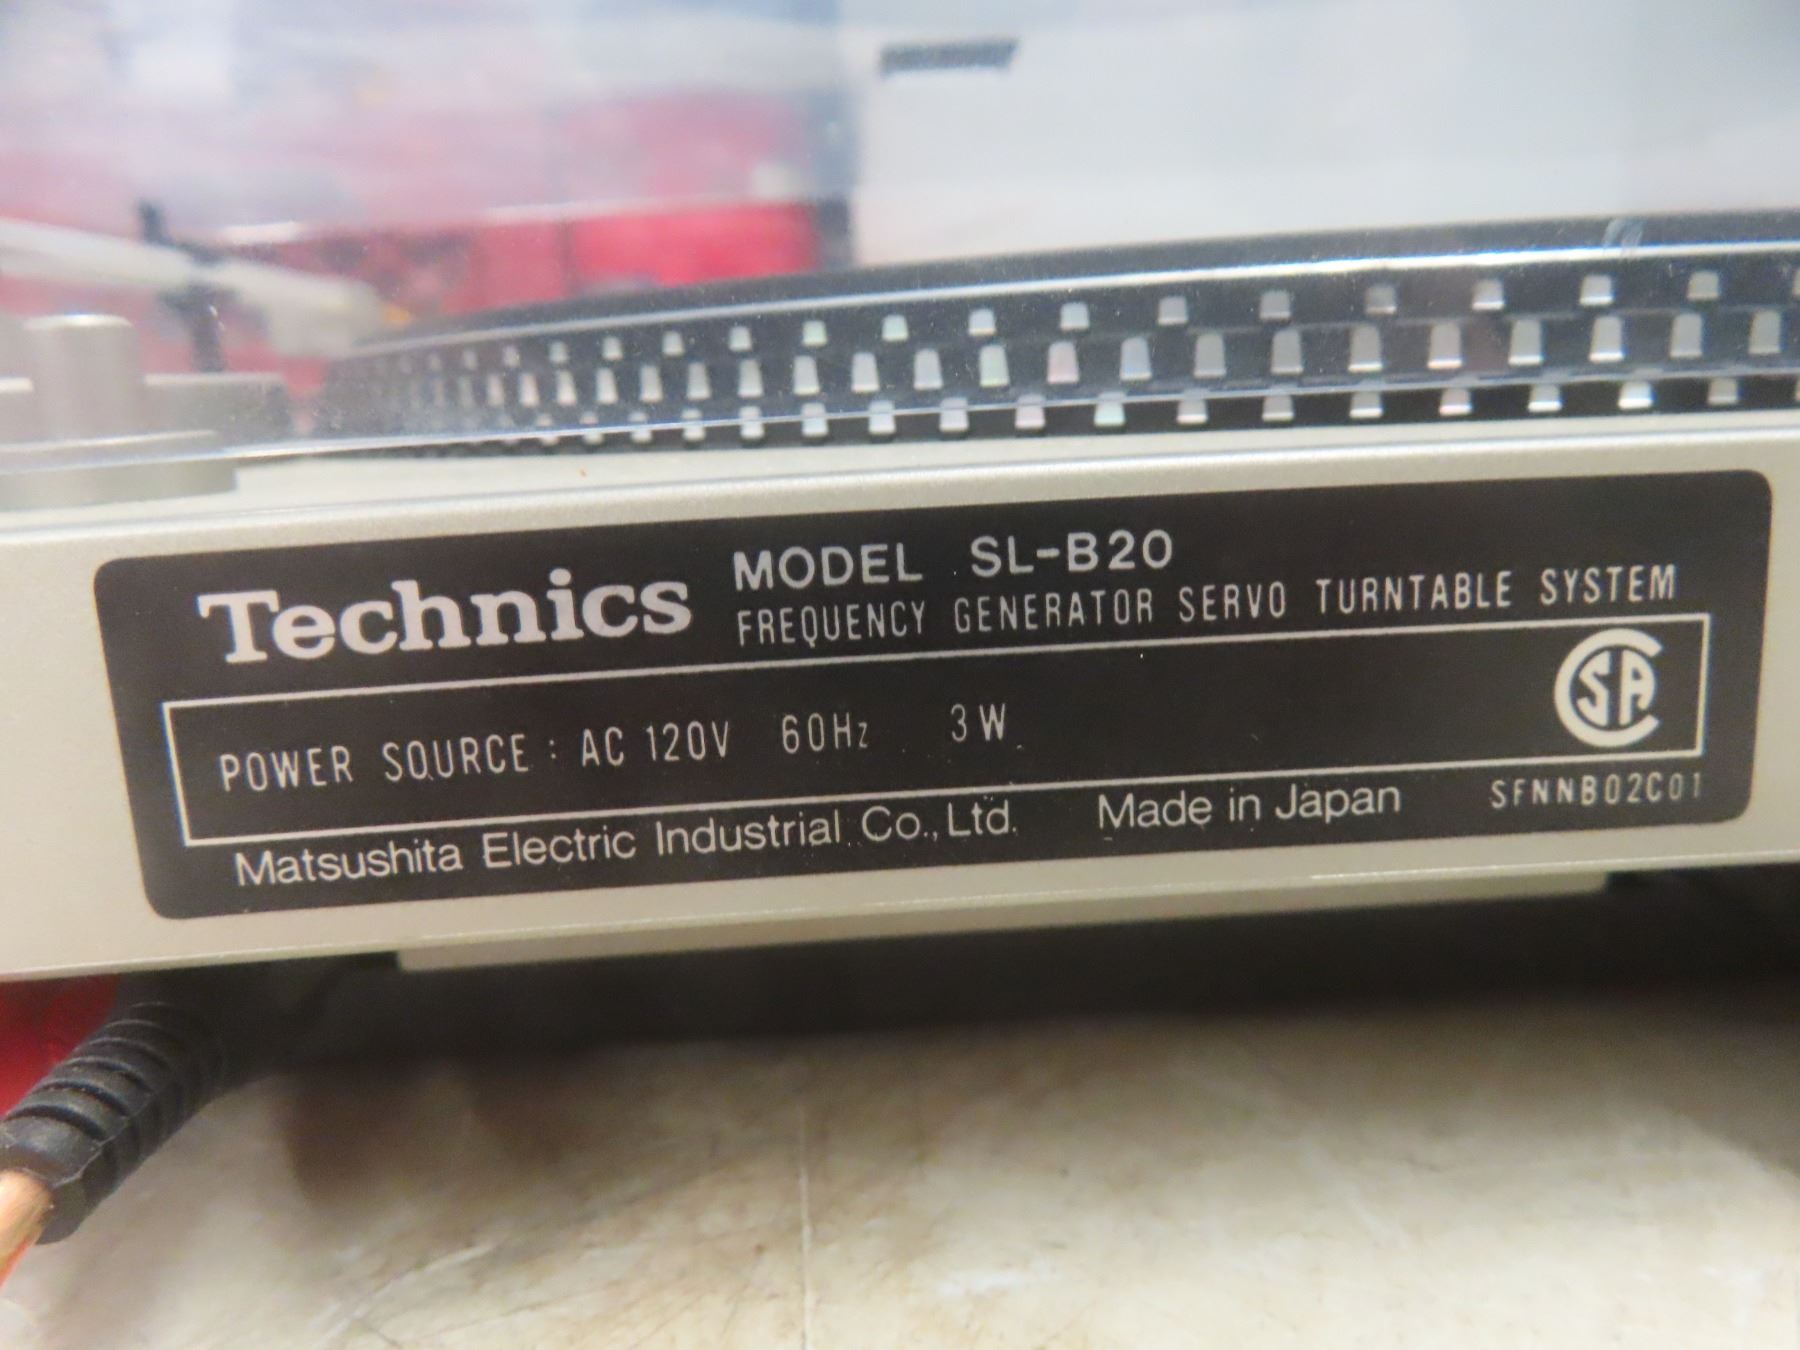 Technics MODEL SL-B20
FREQUENCY GENERATOR SERVO TURNTABLE SYSTEM
POWER SOURCE : AC 120V 60Hz 3W
CSA
Matsushita Electric Industrial Co., Ltd. Made in Japan SFNNB02C01